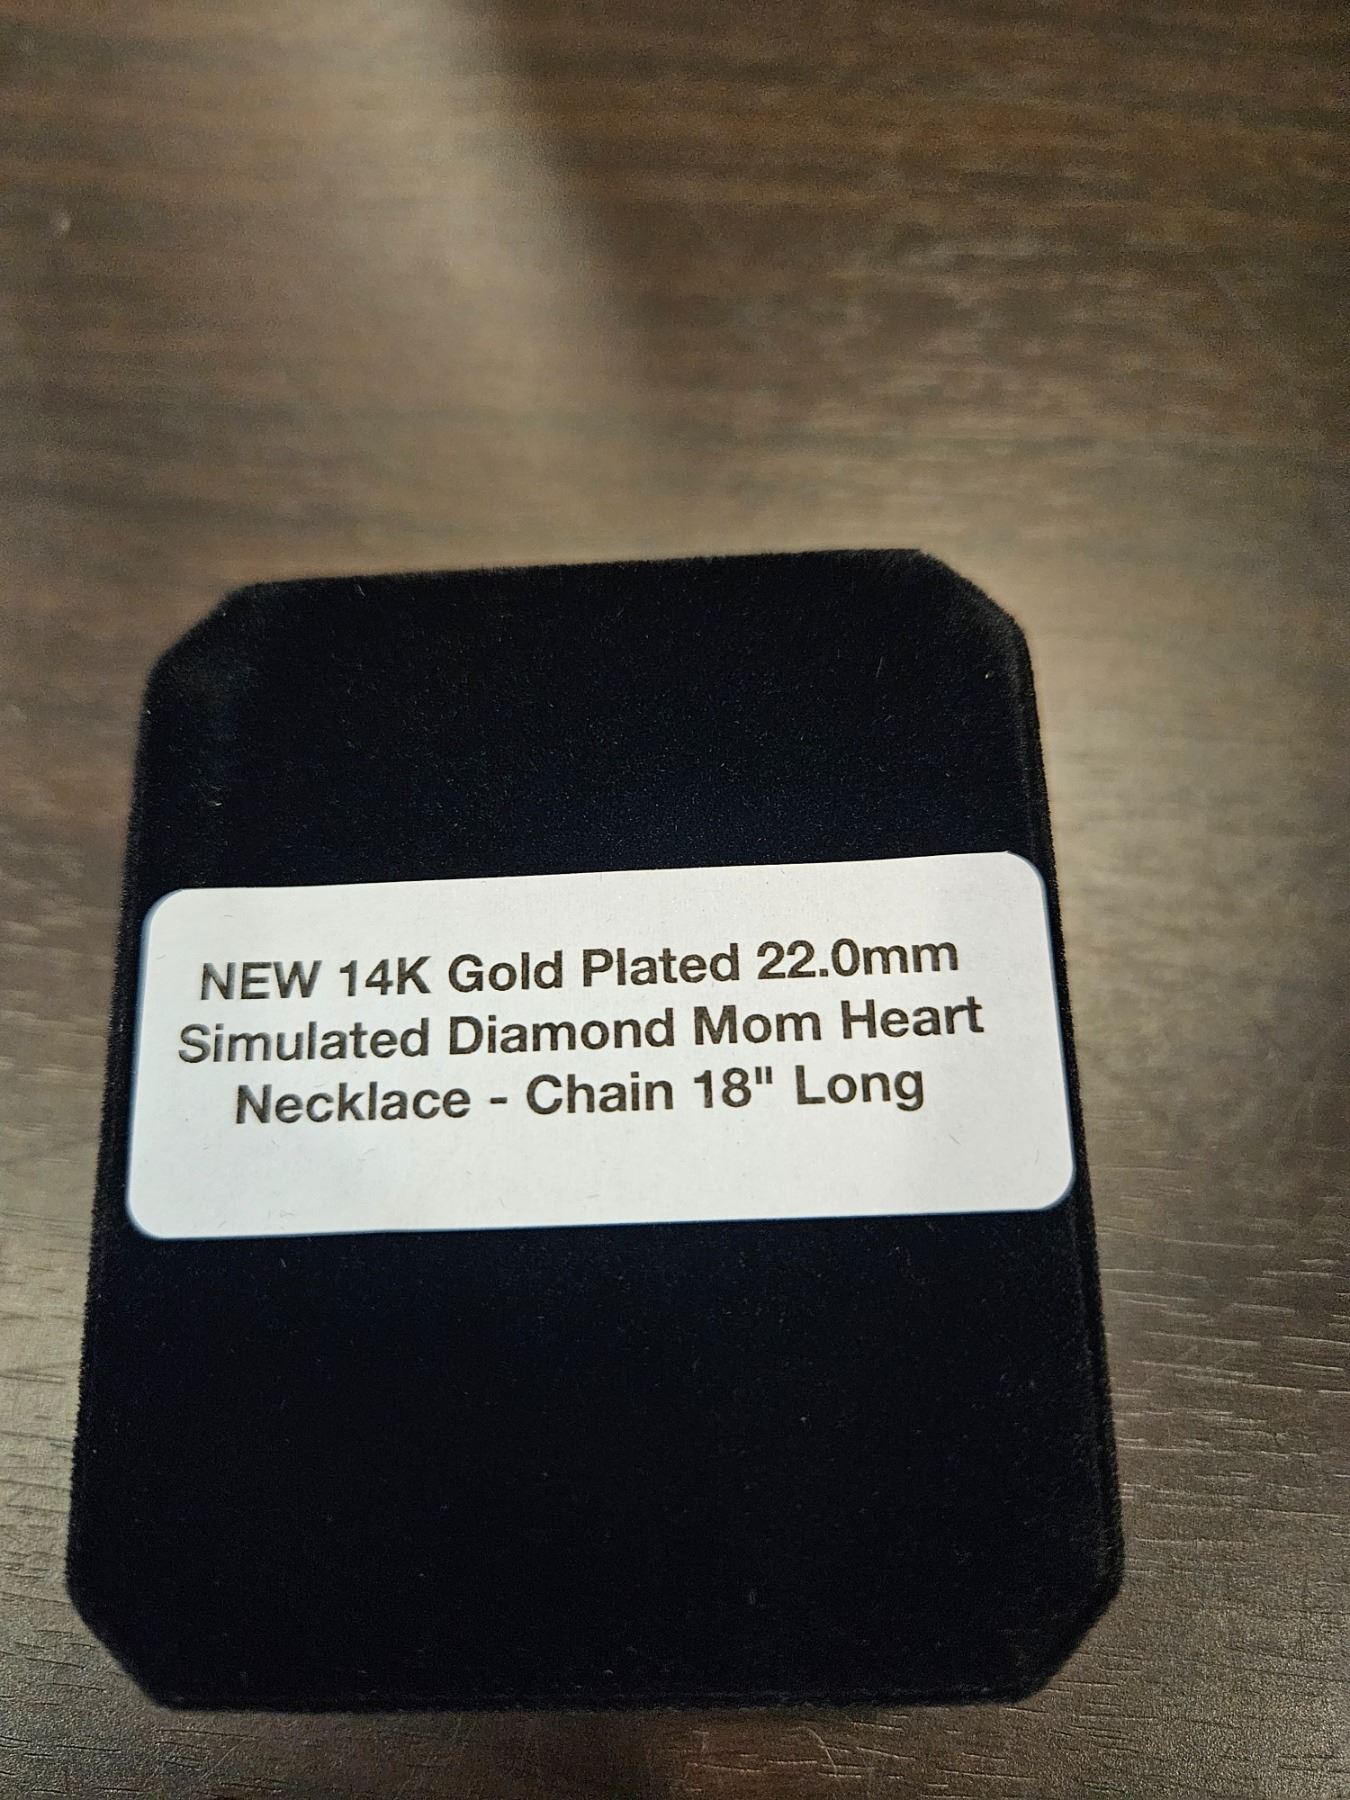 NEW 14K Gold Plated 22.0mm
Simulated Diamond Mom Heart
Necklace - Chain 18" Long